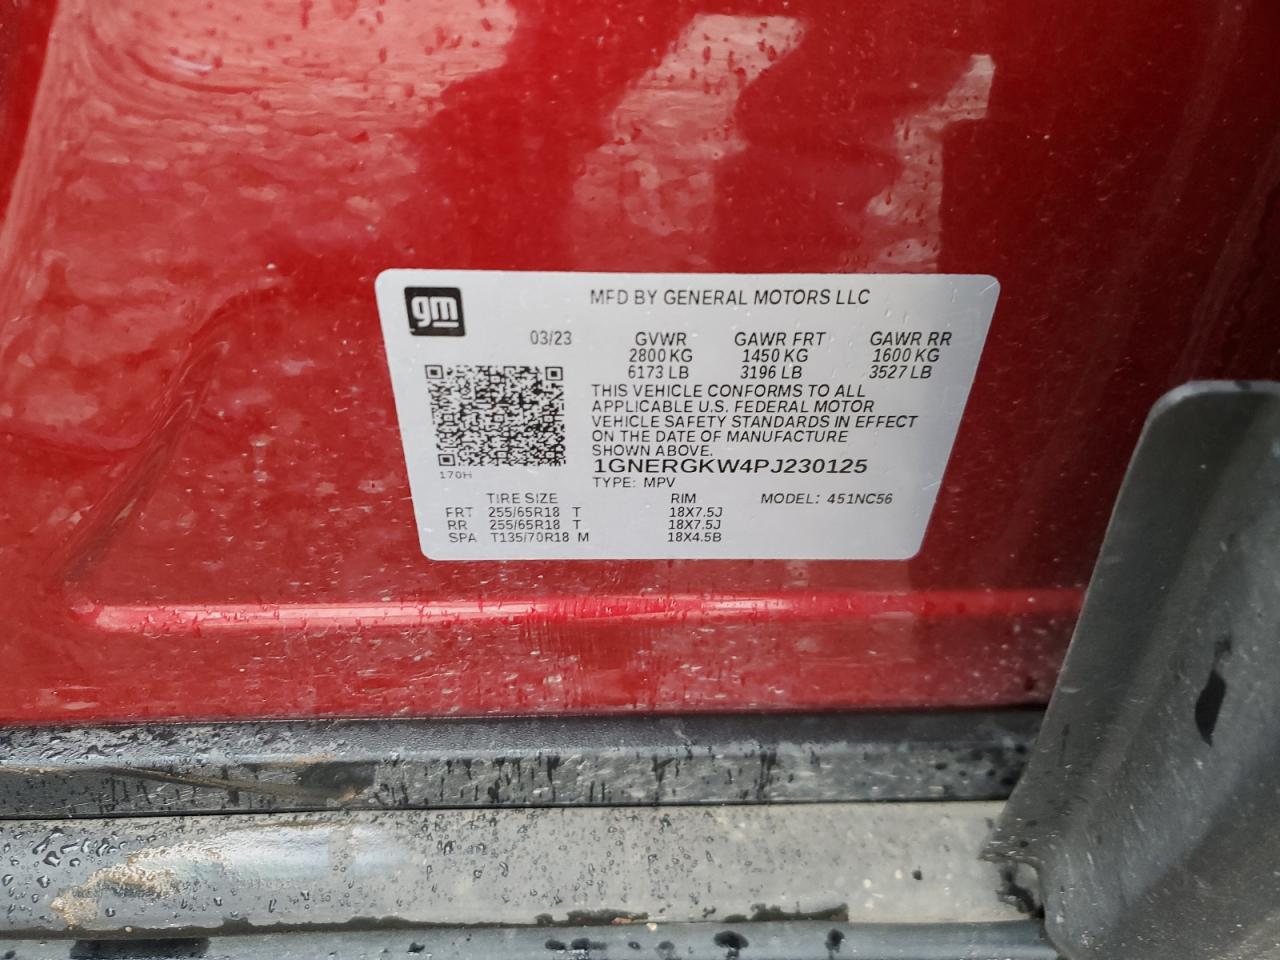 gm
MFD BY GENERAL MOTORS LLC
03/23 GVWR GAWR FRT GAWR RR
2800 KG 1450 KG 1600 KG
6173 LB 3196 LB 3527 LB
THIS VEHICLE CONFORMS TO ALL
APPLICABLE U.S. FEDERAL MOTOR
VEHICLE SAFETY STANDARDS IN EFFECT
ON THE DATE OF MANUFACTURE
SHOWN ABOVE.
170H
1GNERGKW4PJ230125
TYPE: MPV
TIRE SIZE RIM MODEL: 451NC56
FRT 255/65R18 T 18X7.5J
RR 255/65R18 T 18X7.5J
SPA T135/70R18 M 18X4.5B